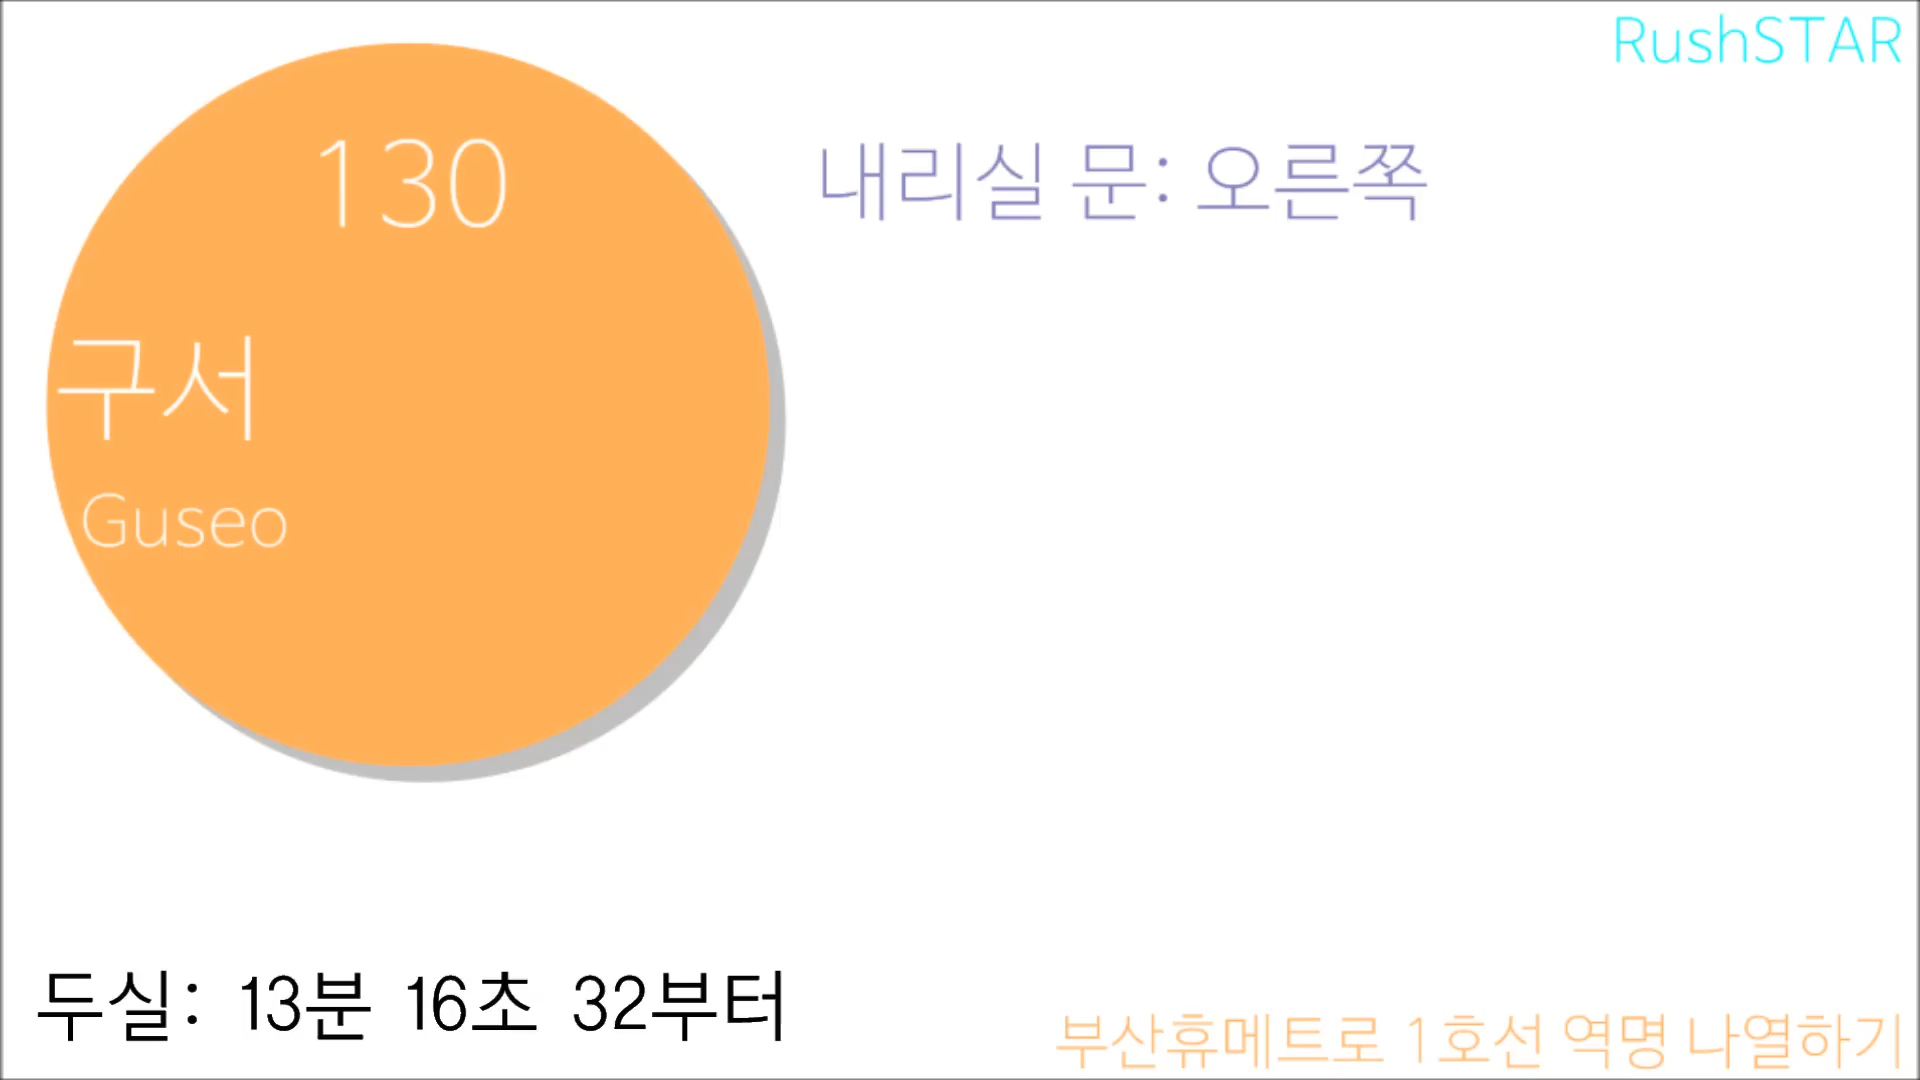 RushSTAR
130
내리실 문: 오른쪽
구서
Guseo
두실: 13분 16초 32부터
부산휴메트로 1호선 역명 나열하기